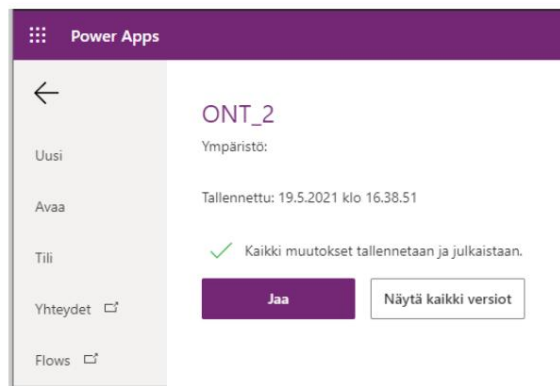 Power Apps
Uusi
Avaa
Tili
Yhteydet
Flows
ONT_2
Ympäristö:
Tallennettu: 19.5.2021 klo 16.38.51
Kaikki muutokset tallennetaan ja julkaistaan.
Jaa
Näytä kaikki versiot